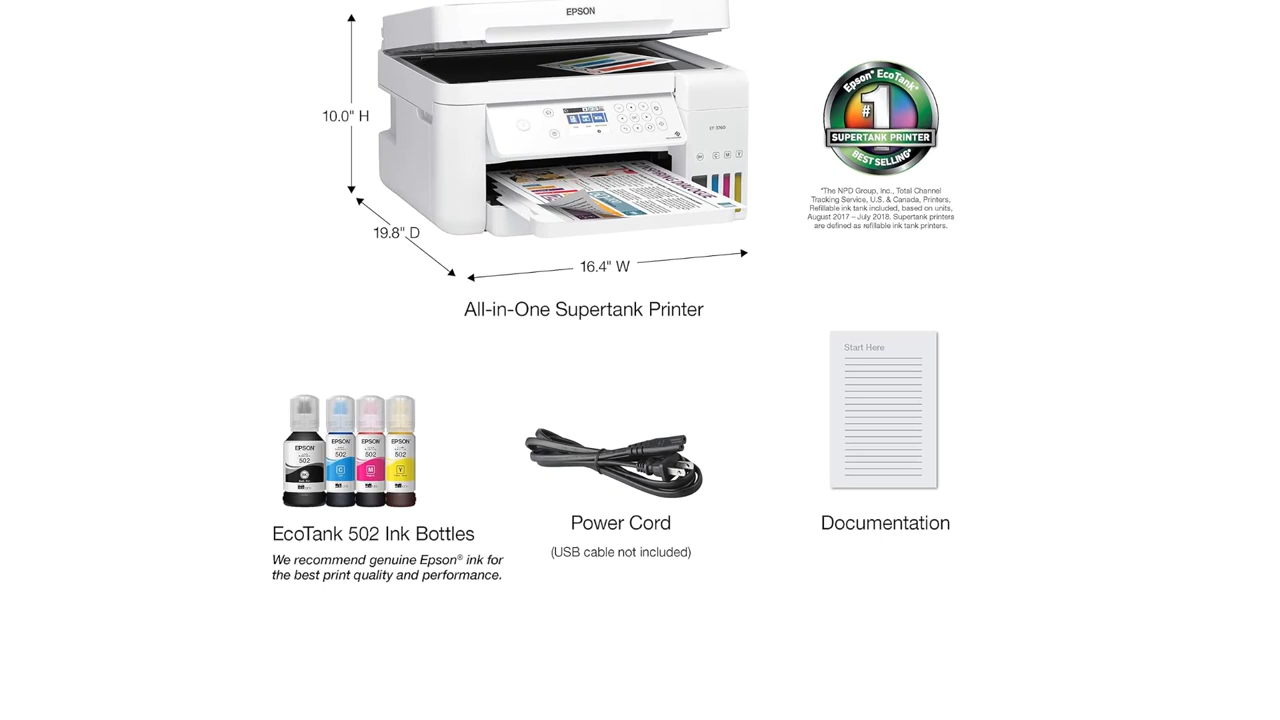 EPSON
10.0" H
19.8" D
16.4" W
ET-3760
BK C M Y
Epson® EcoTank®
#1
SUPERTANK PRINTER
BEST SELLING*
*The NPD Group, Inc., Total Channel
Tracking Service, U.S. & Canada, Printers,
Refillable ink tank included, based on units,
August 2017 – July 2018. Supertank printers
are defined as refillable ink tank printers.
All-in-One Supertank Printer
Start Here
EPSON EPSON EPSON EPSON
502 502 502 502
BK C M Y
EcoTank 502 Ink Bottles
We recommend genuine Epson® ink for
the best print quality and performance.
Power Cord
(USB cable not included)
Documentation